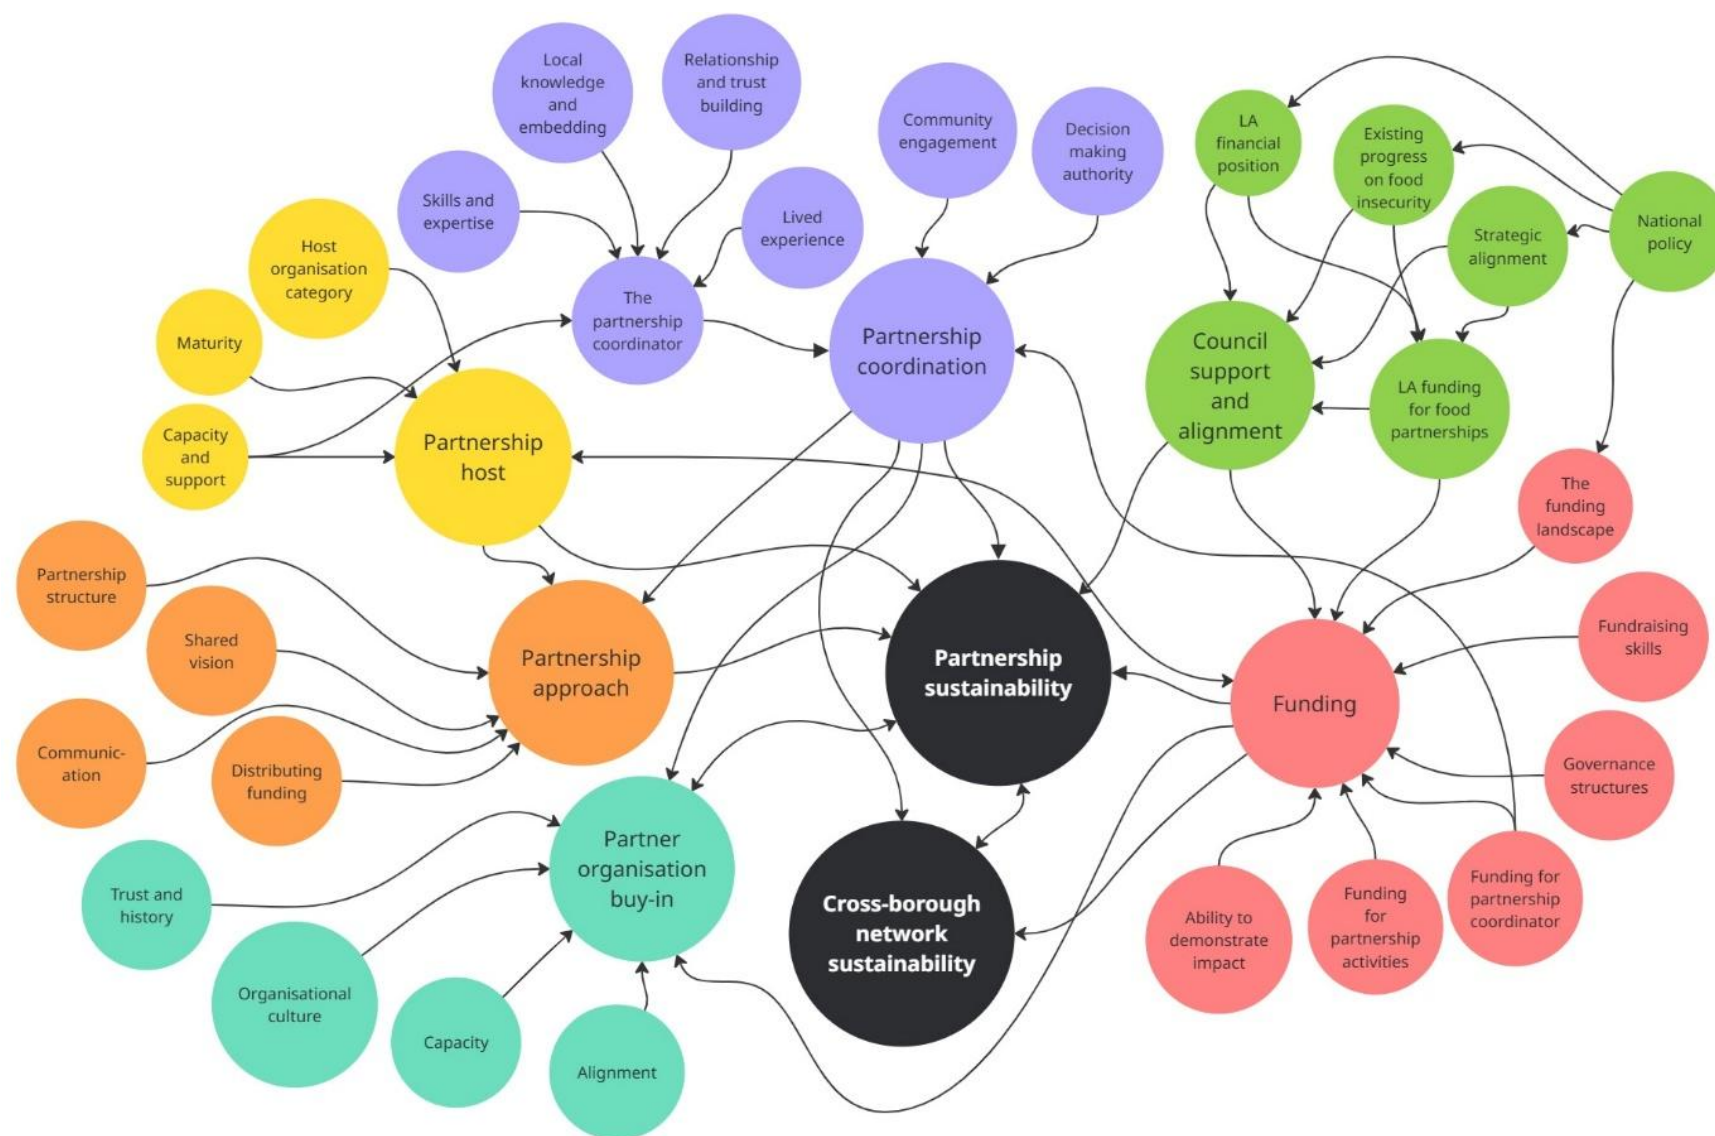 Local
knowledge
and
embedding
Relationship
and trust
building
Community
engagement
Decision
making
authority
LA
financial
position
Existing
progress
on food
insecurity
National
policy
Skills and
expertise
Lived
experience
Strategic
alignment
Host
organisation
category
Maturity
The
partnership
coordinator
Partnership
coordination
Council
support
and
alignment
LA funding
for food
partnerships
Capacity
and
support
Partnership
host
The
funding
landscape
Partnership
structure
Shared
vision
Partnership
approach
Partnership
sustainability
Funding
Fundraising
skills
Communic-
ation
Distributing
funding
Governance
structures
Trust and
history
Partner
organisation
buy-in
Cross-borough
network
sustainability
Ability to
demonstrate
impact
Funding
for
partnership
activities
Funding for
partnership
coordinator
Organisational
culture
Capacity
Alignment